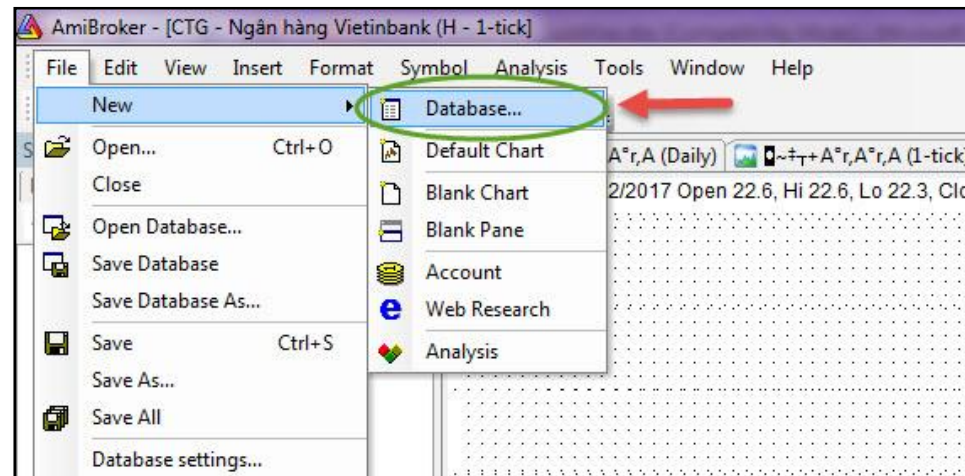 AmiBroker - [CTG - Ngân hàng Vietinbank (H - 1-tick]
File Edit View Insert Format Symbol Analysis Tools Window Help
New
Database...
Open... Ctrl+O
Default Chart
A°r,A (Daily)
A°r,A°r,A (1-tick
Close
Blank Chart
2/2017 Open 22.6, Hi 22.6, Lo 22.3, Clo
Open Database...
Blank Pane
Save Database
Account
Save Database As...
Web Research
Save Ctrl+S
Analysis
Save As...
Save All
Database settings...